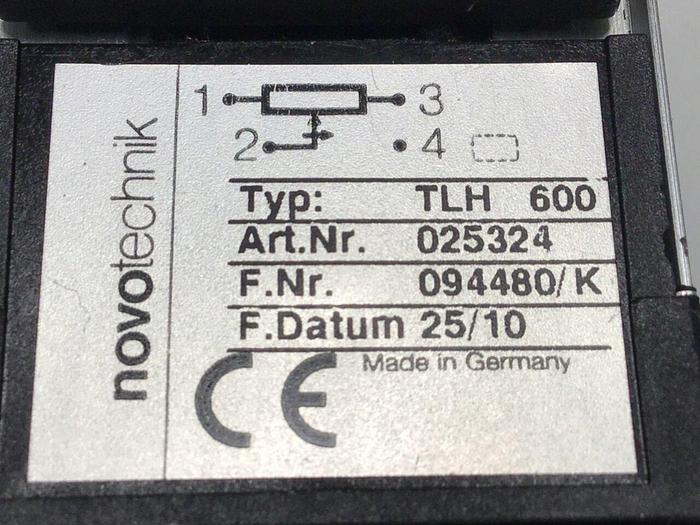 novotechnik
1 3
2 4
Typ: TLH 600
Art.Nr. 025324
F.Nr. 094480/K
F.Datum 25/10
Made in Germany
CE